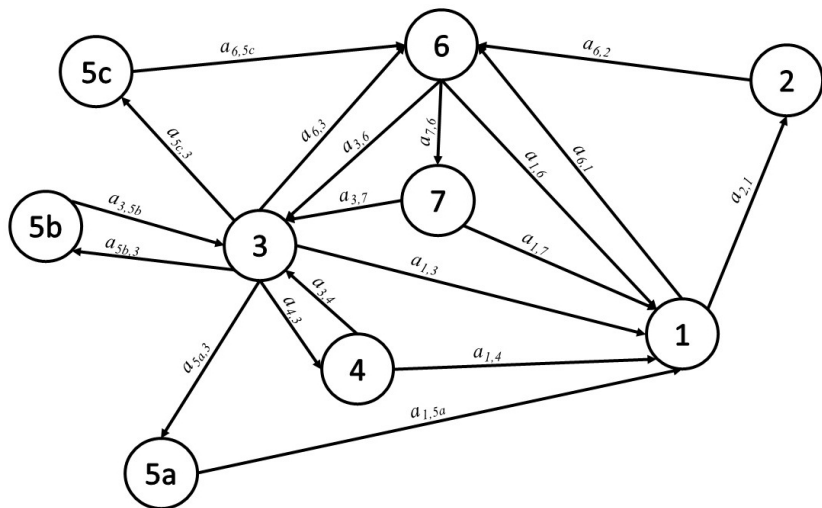 6
5c
a6,5c
a6,2
2
a5c,3
a6,3
a3,6
a7,6
a1,6
a6,1
a2,1
5b
a3,5b
a5b,3
3
a3,7
7
a1,7
a1,3
a4,3
a3,4
1
4
a1,4
a5a,3
a1,5a
5a